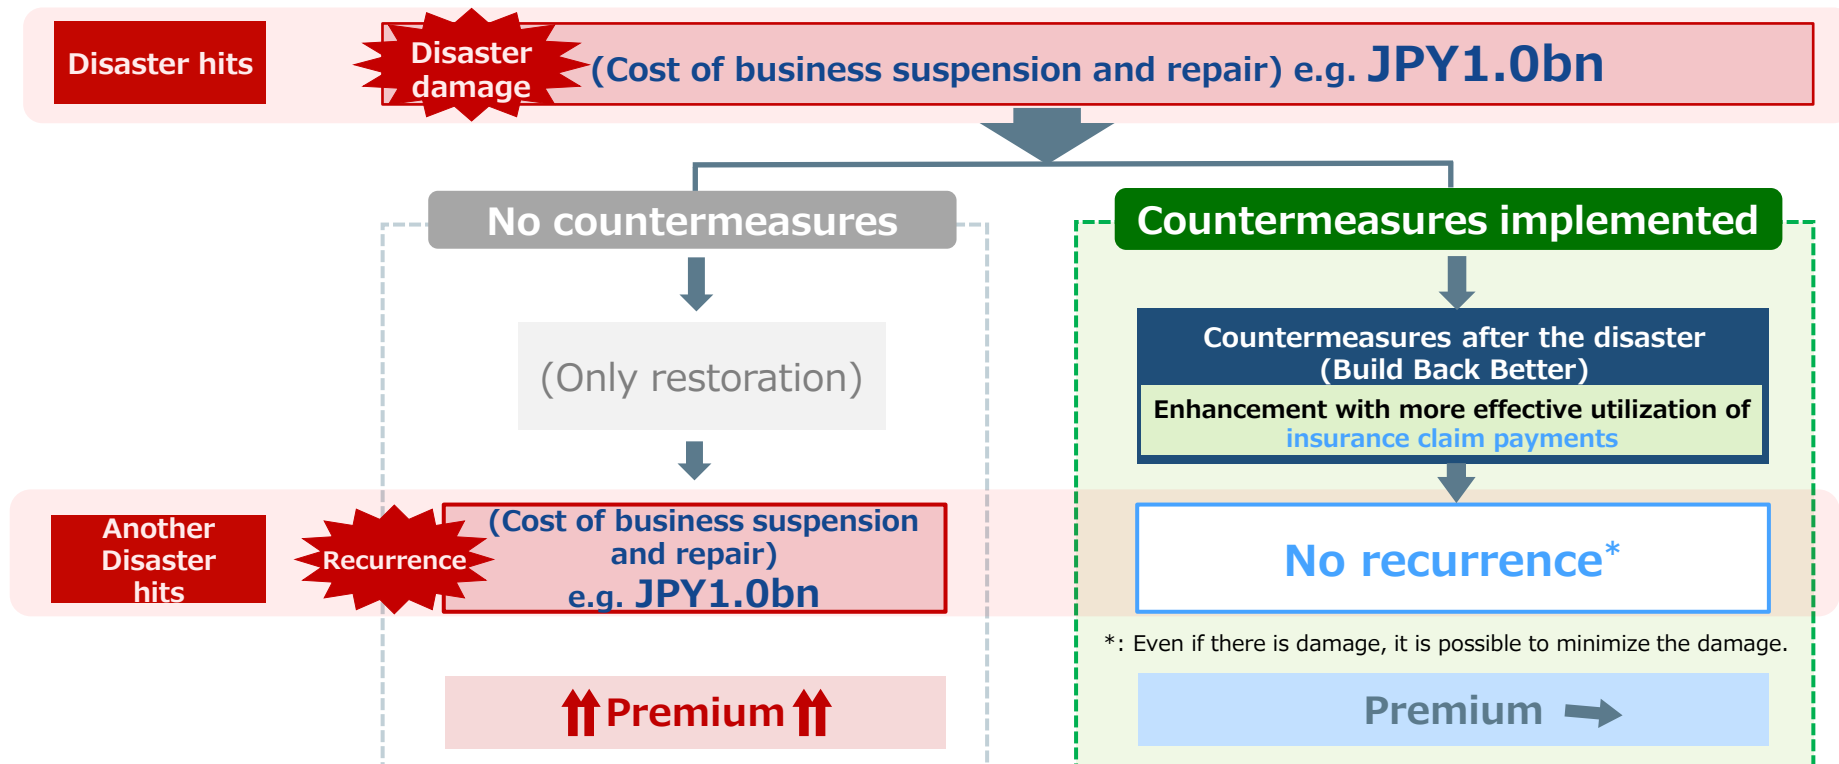 Disaster hits
Disaster
damage
(Cost of business suspension and repair) e.g. JPY1.0bn
No countermeasures
Countermeasures implemented
(Only restoration)
Countermeasures after the disaster
(Build Back Better)
Enhancement with more effective utilization of
insurance claim payments
Another
Disaster
hits
Recurrence
(Cost of business suspension
and repair)
e.g. JPY1.0bn
No recurrence*
*: Even if there is damage, it is possible to minimize the damage.
Premium
Premium